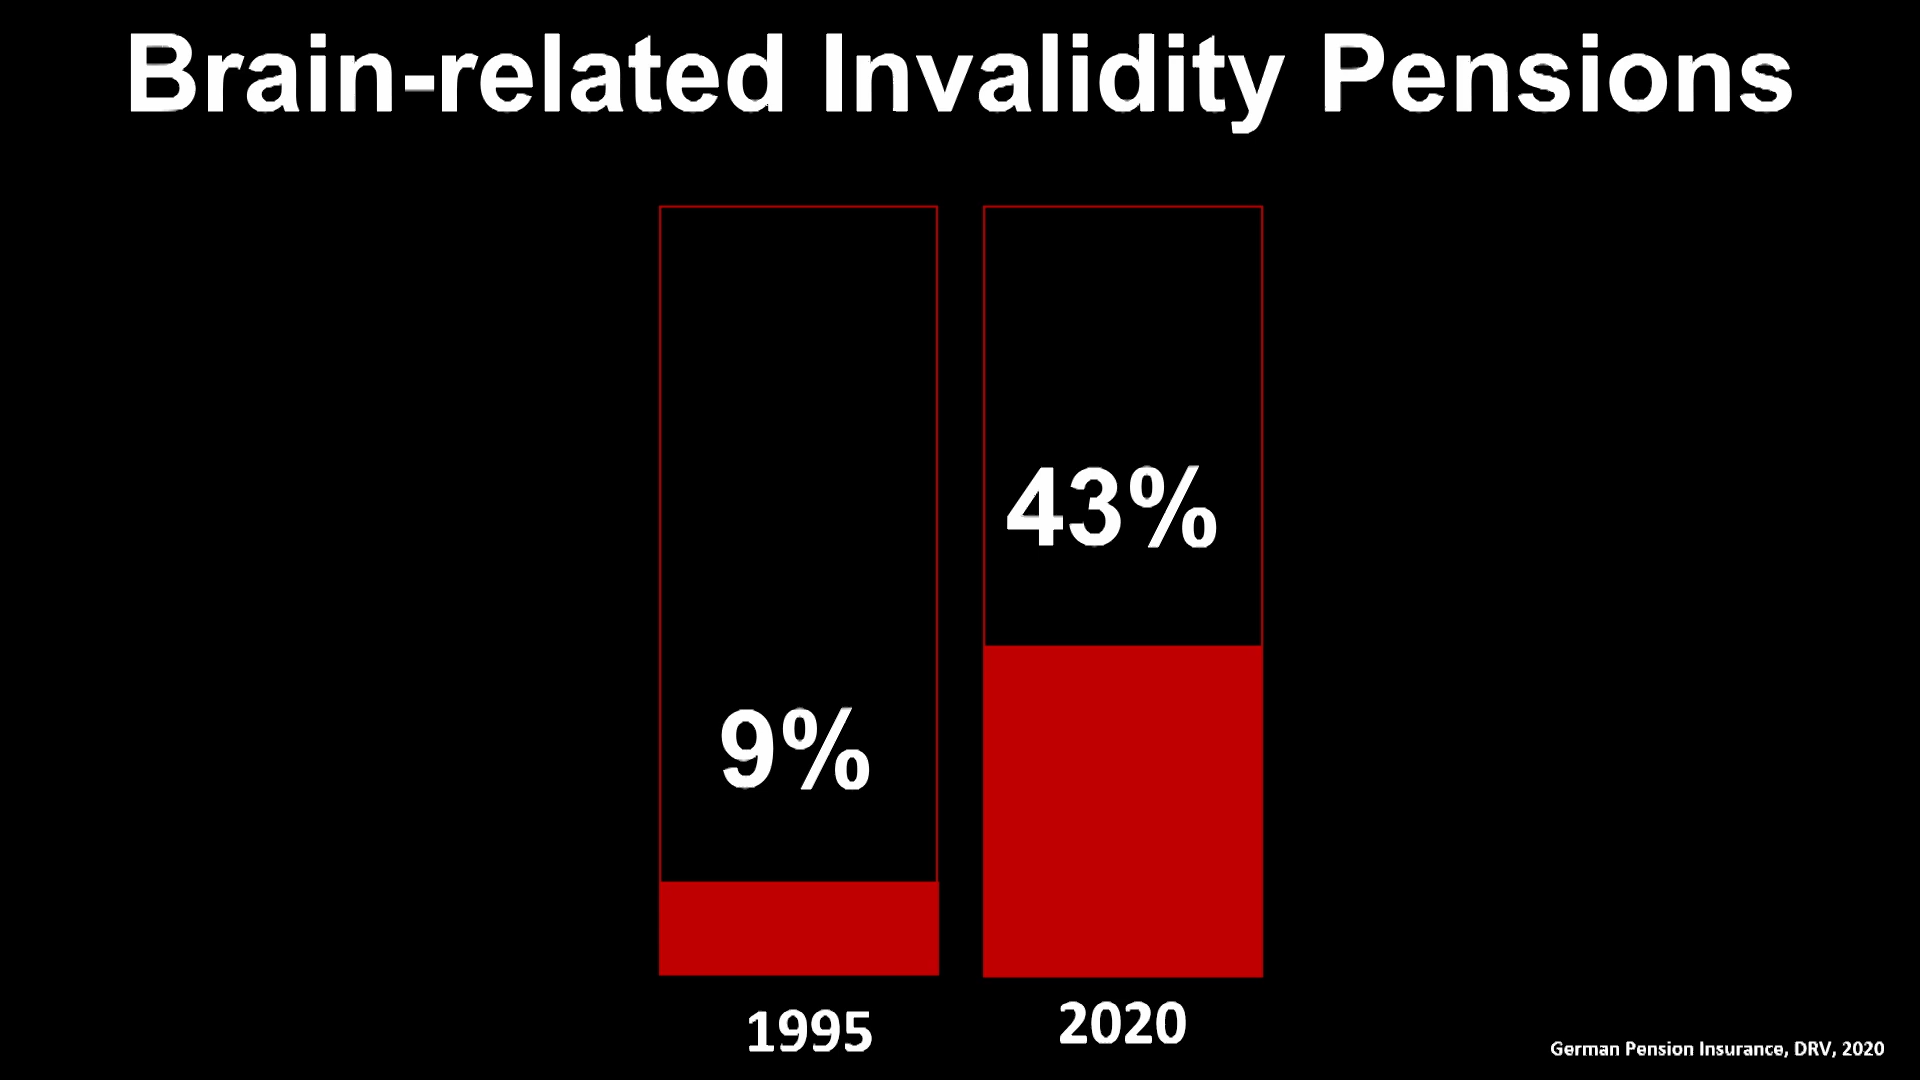 Brain-related Invalidity Pensions
43%
9%
1995
2020
German Pension Insurance, DRV, 2020